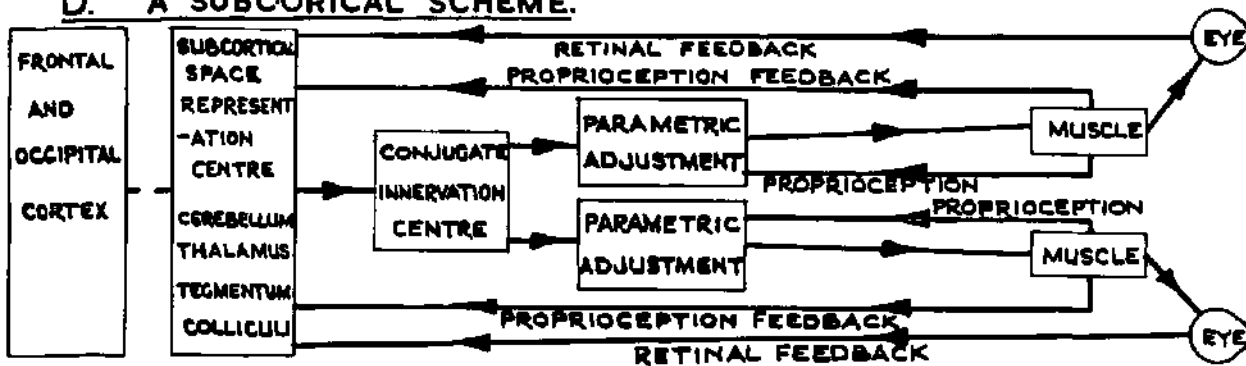 D. A SUBCORICAL SCHEME.
FRONTAL
AND
OCCIPITAL
CORTEX
SUBCORTICAL
SPACE
REPRESENT
-ATION
CENTRE
CEREBELLUM
THALAMUS
TEGMENTUM
COLLICULI
CONJUGATE
INNERVATION
CENTRE
RETINAL FEEDBACK
PROPRIOCEPTION FEEDBACK
PARAMETRIC
ADJUSTMENT
PROPRIOCEPTION
MUSCLE
EYE
PROPRIOCEPTION
PARAMETRIC
ADJUSTMENT
MUSCLE
PROPRIOCEPTION FEEDBACK
RETINAL FEEDBACK
EYE